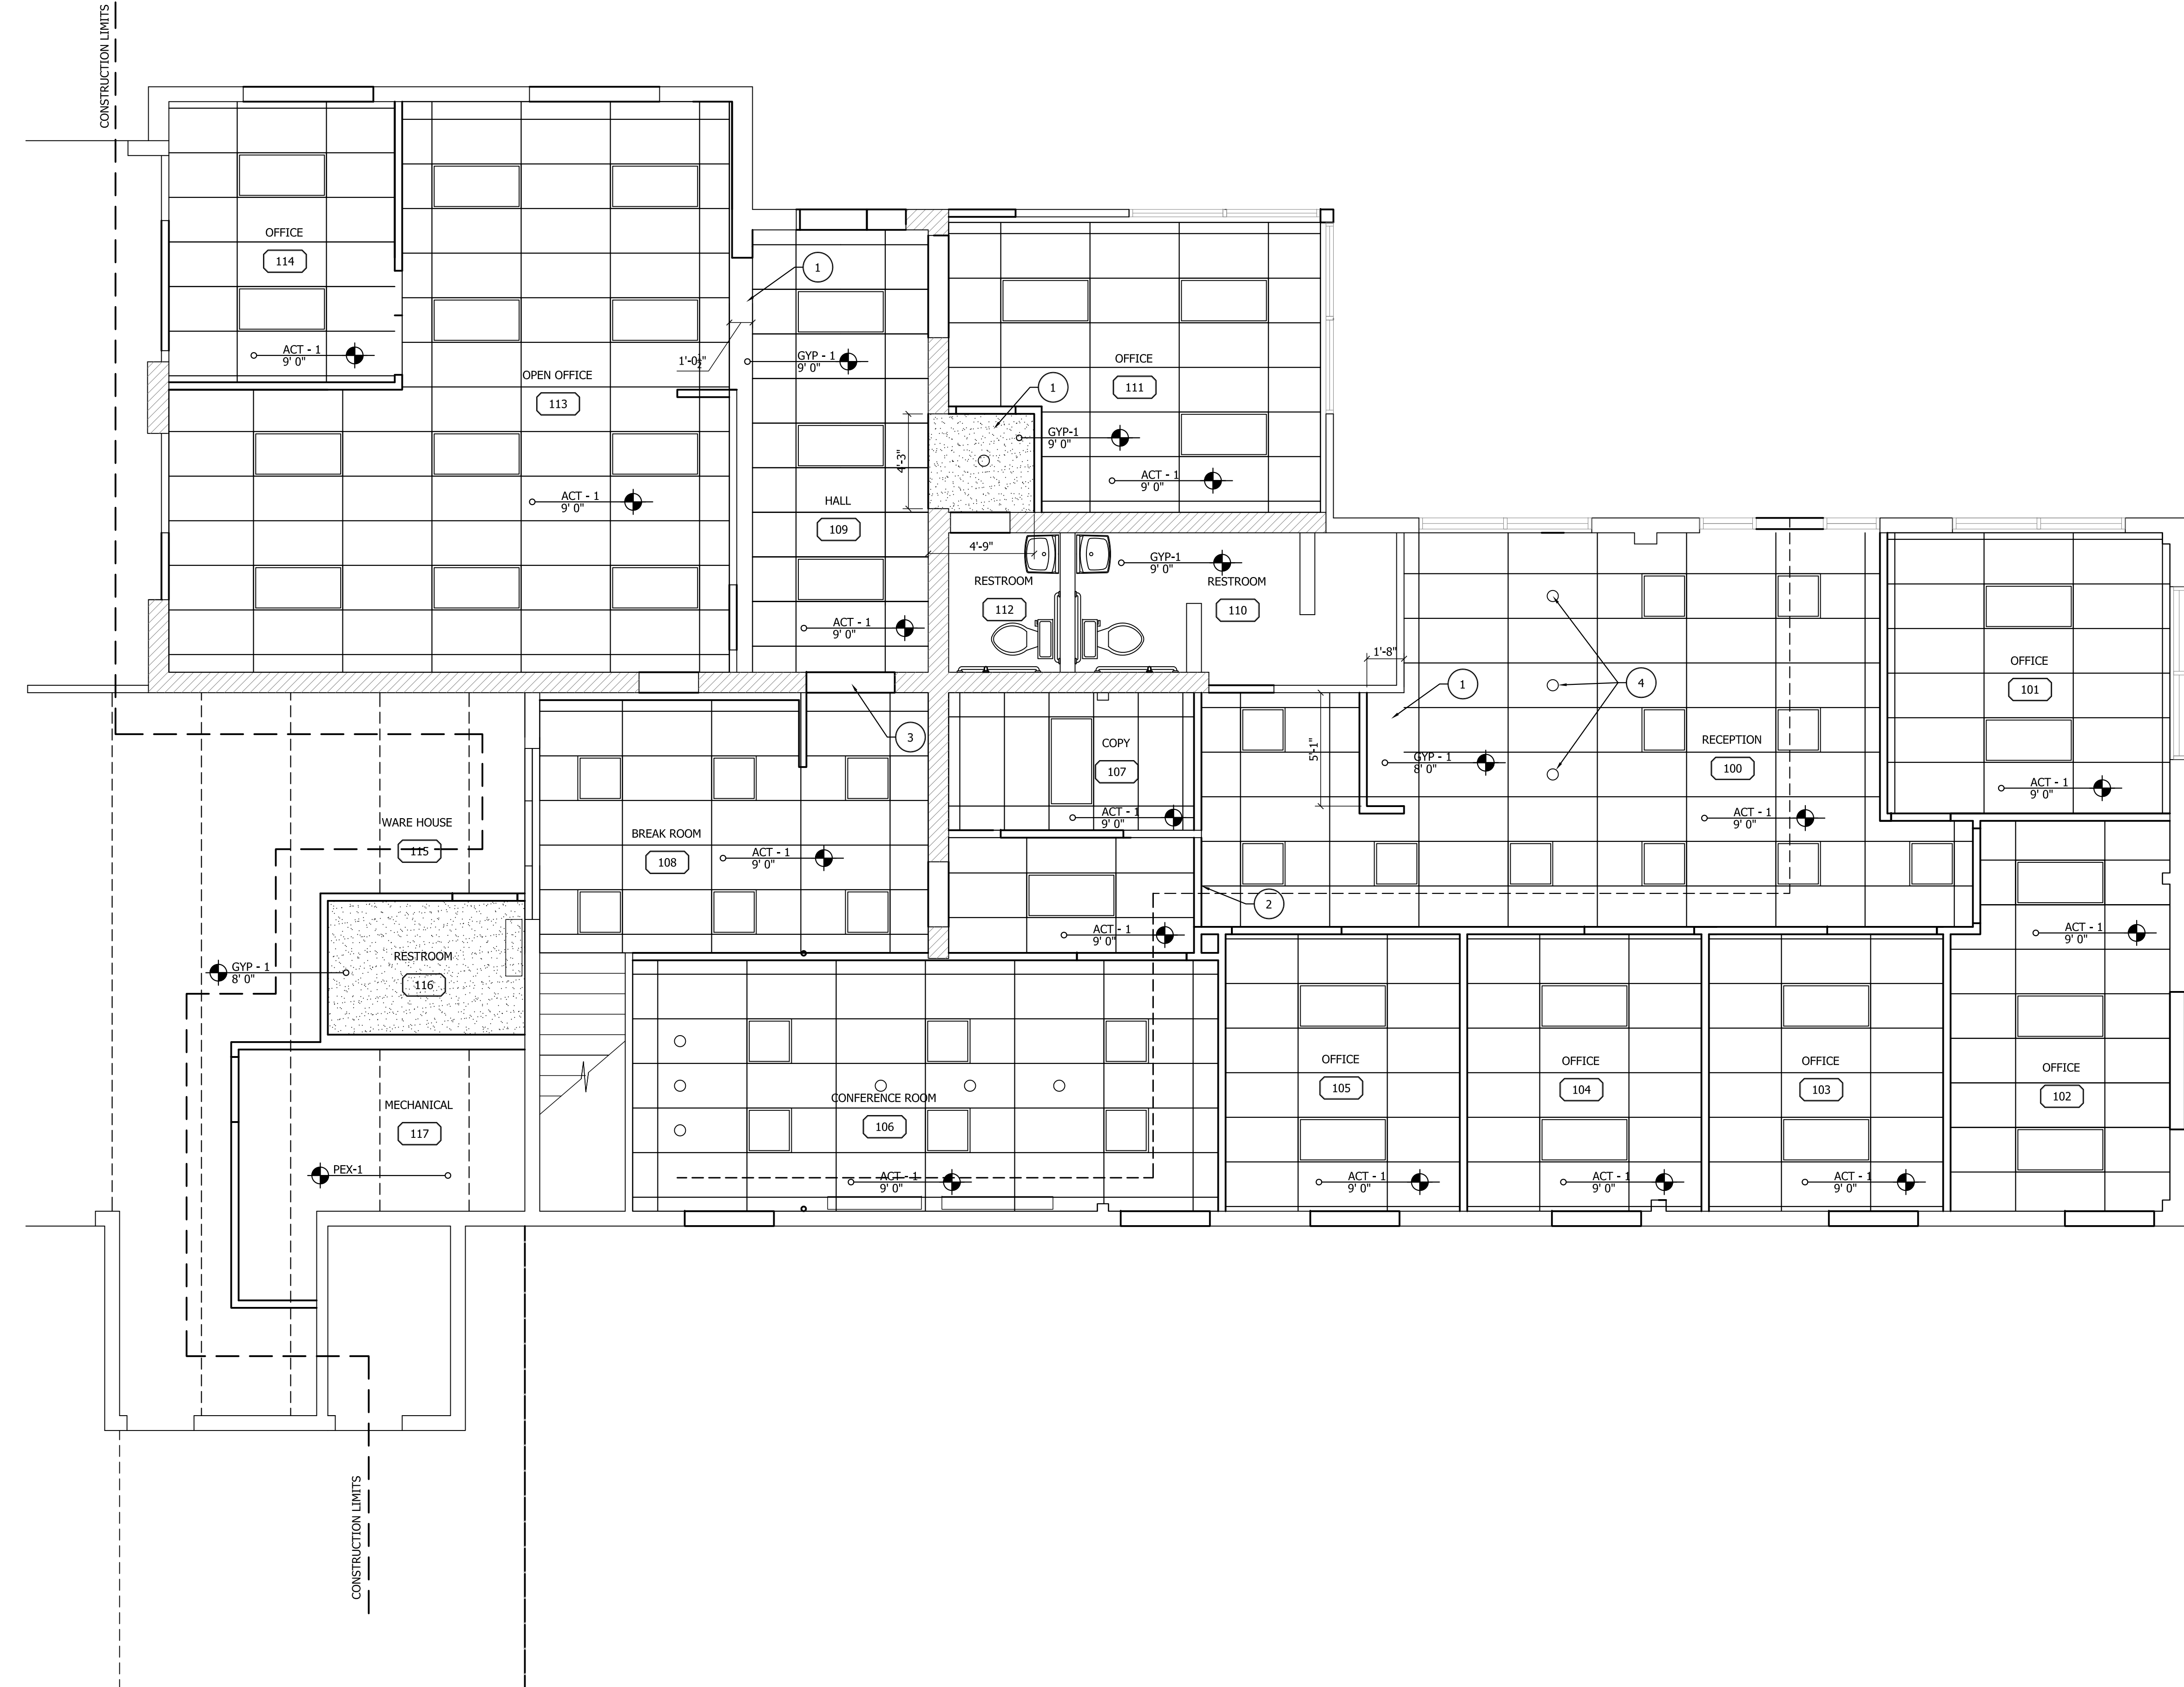 CONSTRUCTION LIMITS
OFFICE
114
ACT - 1
9' 0"
OPEN OFFICE
113
ACT - 1
9' 0"
1
1'-0½"
GYP - 1
9' 0"
HALL
109
ACT - 1
9' 0"
OFFICE
111
1
GYP-1
9' 0"
ACT - 1
9' 0"
4'-3"
4'-9"
RESTROOM
112
GYP-1
9' 0"
RESTROOM
110
1'-8"
1
5'-1"
GYP - 1
8' 0"
4
RECEPTION
100
ACT - 1
9' 0"
OFFICE
101
ACT - 1
9' 0"
3
COPY
107
ACT - 1
9' 0"
2
ACT - 1
9' 0"
WARE HOUSE
115
BREAK ROOM
108
ACT - 1
9' 0"
RESTROOM
116
GYP - 1
8' 0"
MECHANICAL
117
PEX-1
CONFERENCE ROOM
106
ACT - 1
9' 0"
OFFICE
105
ACT - 1
9' 0"
OFFICE
104
ACT - 1
9' 0"
OFFICE
103
ACT - 1
9' 0"
ACT - 1
9' 0"
OFFICE
102
CONSTRUCTION LIMITS